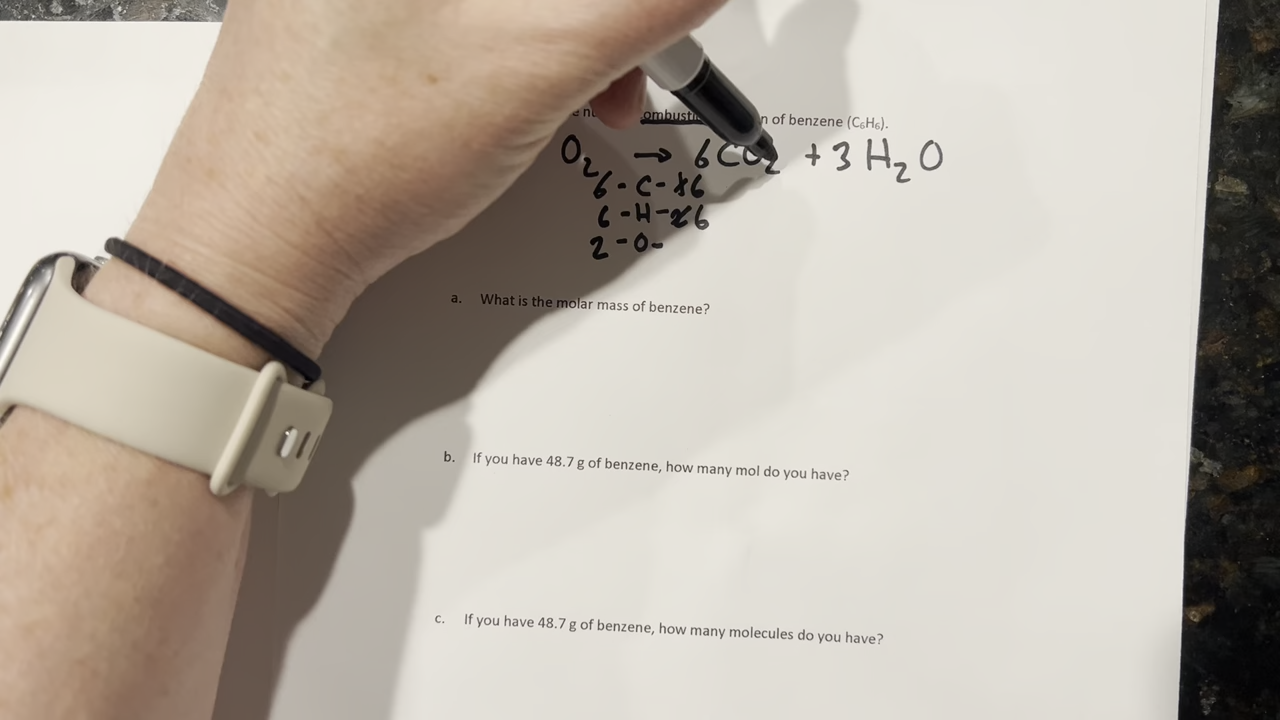 ombusti n of benzene (C₆H₆).
O₂ → 6CO₂ + 3H₂O
6-C-6
6-H-6
2-O-
a. What is the molar mass of benzene?
b. If you have 48.7 g of benzene, how many mol do you have?
c. If you have 48.7 g of benzene, how many molecules do you have?